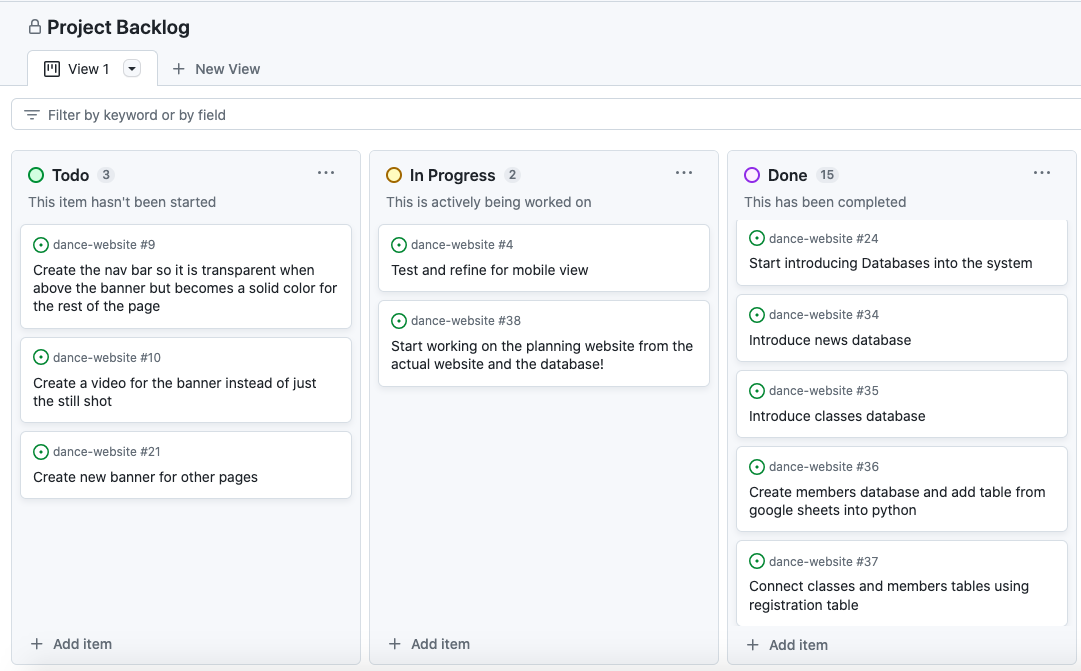 Project Backlog
View 1
New View
Filter by keyword or by field
Todo 3
This item hasn't been started
dance-website #9
Create the nav bar so it is transparent when
above the banner but becomes a solid color for
the rest of the page
dance-website #10
Create a video for the banner instead of just
the still shot
dance-website #21
Create new banner for other pages
+ Add item
In Progress 2
This is actively being worked on
dance-website #4
Test and refine for mobile view
dance-website #38
Start working on the planning website from the
actual website and the database!
+ Add item
Done 15
This has been completed
dance-website #24
Start introducing Databases into the system
dance-website #34
Introduce news database
dance-website #35
Introduce classes database
dance-website #36
Create members database and add table from
google sheets into python
dance-website #37
Connect classes and members tables using
registration table
+ Add item